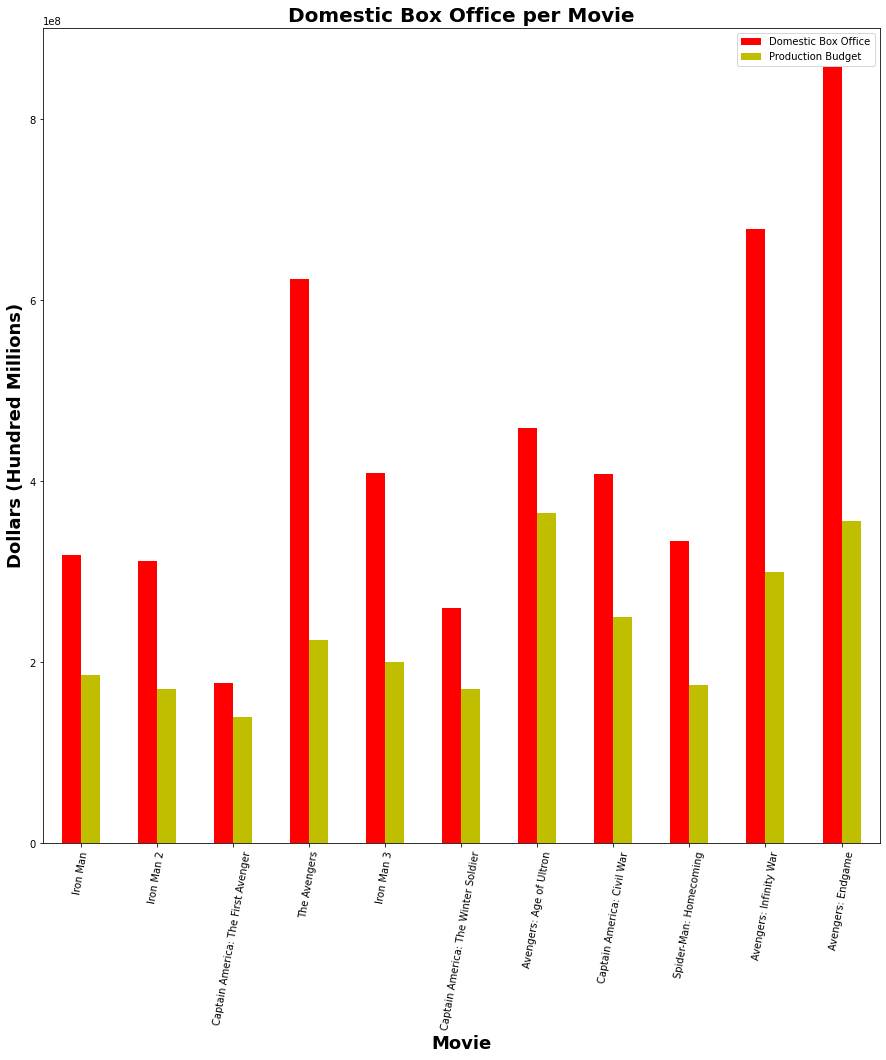 Domestic Box Office per Movie
1e8
Domestic Box Office
Production Budget
8
6
4
2
0
Dollars (Hundred Millions)
Iron Man
Iron Man 2
Captain America: The First Avenger
The Avengers
Iron Man 3
Captain America: The Winter Soldier
Avengers: Age of Ultron
Captain America: Civil War
Spider-Man: Homecoming
Avengers: Infinity War
Avengers: Endgame
Movie